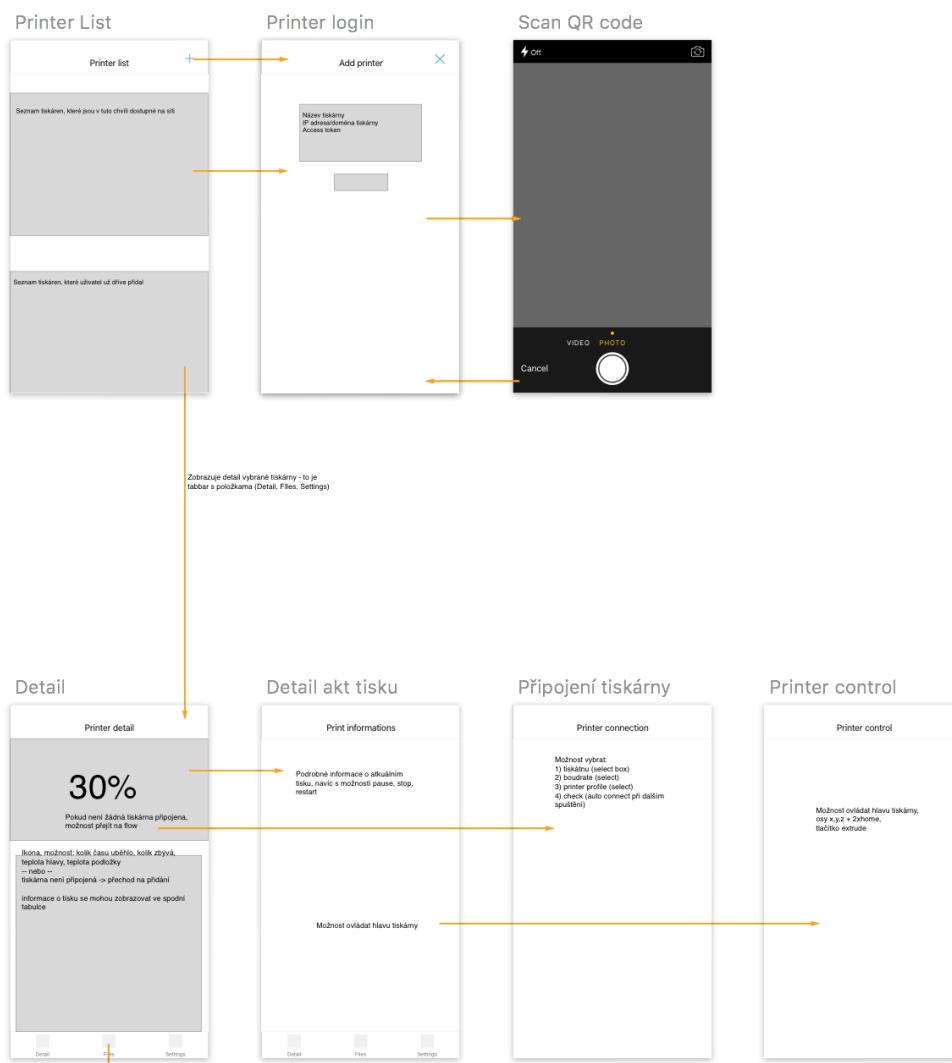 Printer List
Printer login
Scan QR code
Printer list
Add printer
Off
Seznam tiskáren, které jsou v tuto chvíli dostupné na síti
Název tiskárny
IP adresa/doména tiskárny
Access token
Seznam tiskáren, které uživatel už dříve přidal
VIDEO PHOTO
Cancel
Zobrazuje detail vybrané tiskárny - to je
tabbar s položkama (Detail, FIles, Settings)
Detail
Detail akt tisku
Připojení tiskárny
Printer control
Printer detail
Print informations
Printer connection
Printer control
30%
Pokud není žádná tiskárna připojena,
možnost přejít na flow
Podrobné informace o atkuálním
tisku, navíc s možností pause, stop,
restart
Možnost vybrat:
1) tiskátnu (select box)
2) boudrate (select)
3) printer profile (select)
4) check (auto connect při dalším
spuštění)
Možnost ovládat hlavu tiskárny,
osy x,y,z + 2xhome,
tlačítko extrude
Ikona, možnost: kolik času uběhlo, kolik zbývá,
teplota hlavy, teplota podložky
-- nebo --
tiskárna není připojená -> přechod na přidání
informace o tisku se mohou zobrazovat ve spodní
tabulce
Možnost ovládat hlavu tiskárny
Detail Files Settings
Detail Files Settings